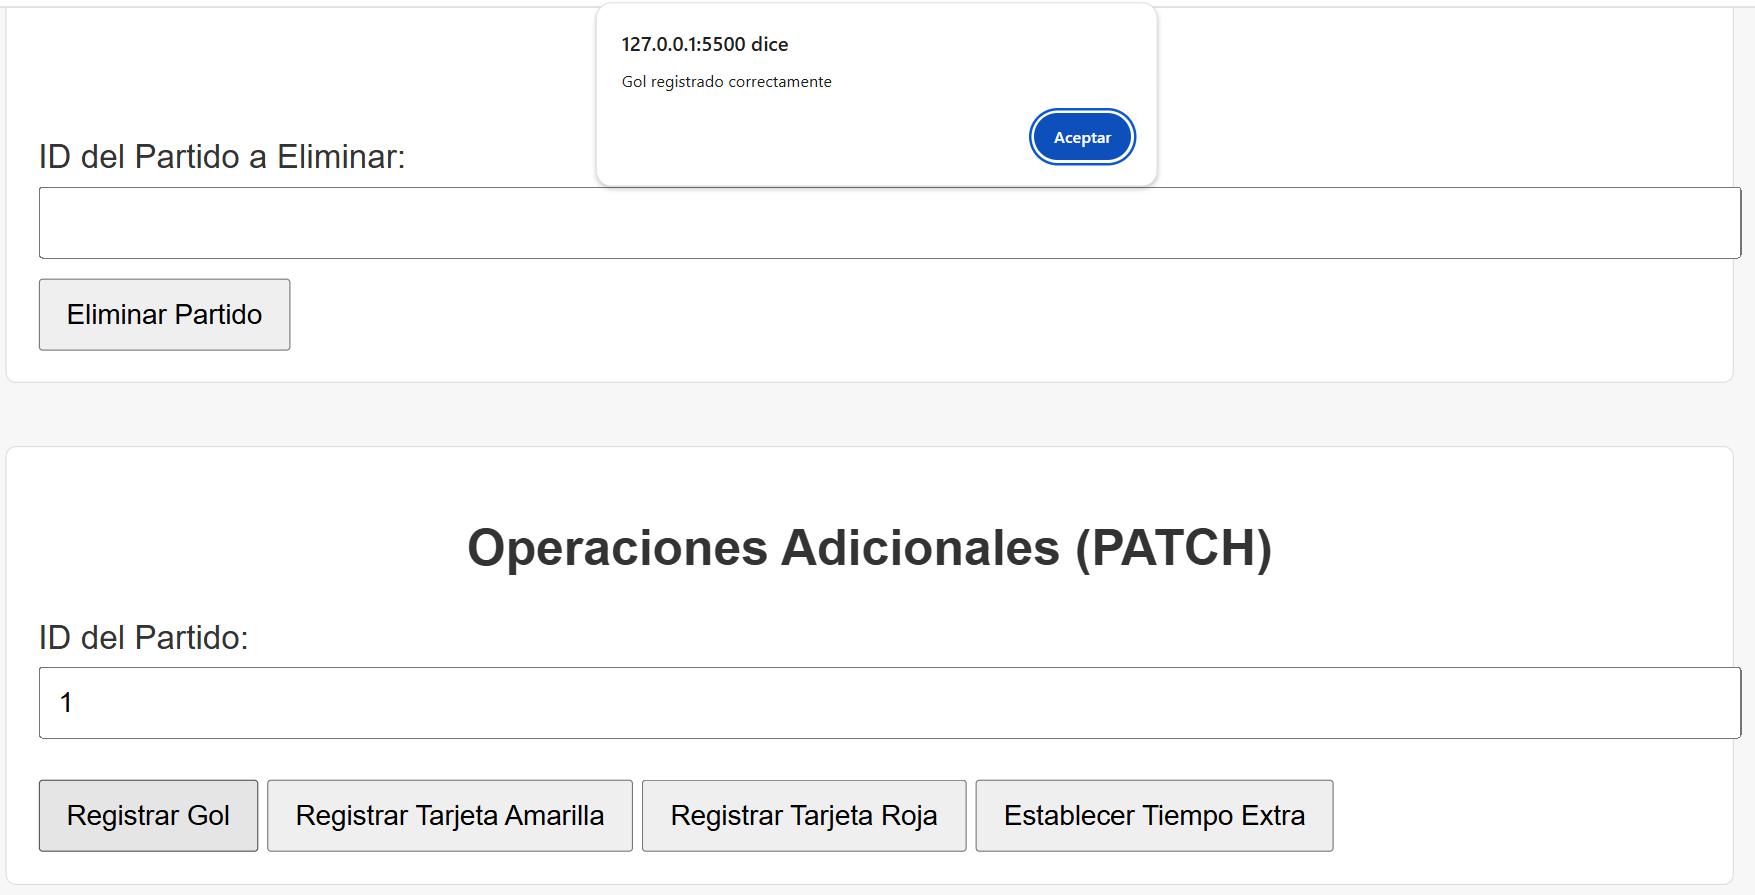 127.0.0.1:5500 dice
Gol registrado correctamente
Aceptar
ID del Partido a Eliminar:
Eliminar Partido
Operaciones Adicionales (PATCH)
ID del Partido:
1
Registrar Gol
Registrar Tarjeta Amarilla
Registrar Tarjeta Roja
Establecer Tiempo Extra